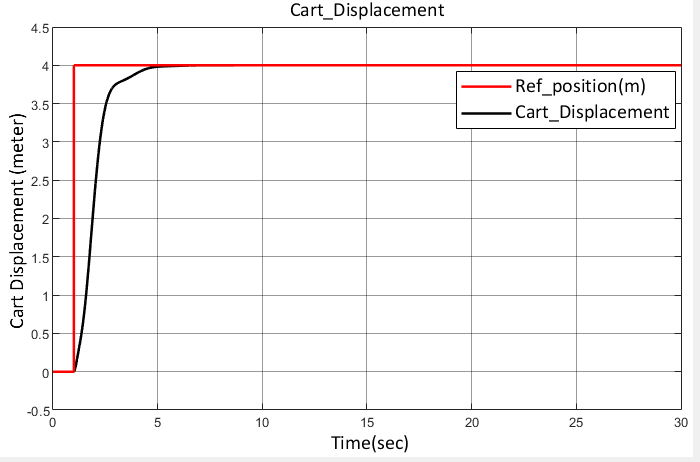 Cart_Displacement
4.5
4
3.5
3
2.5
2
1.5
1
0.5
0
-0.5
Cart Displacement (meter)
Ref_position(m)
Cart_Displacement
0 5 10 15 20 25 30
Time(sec)